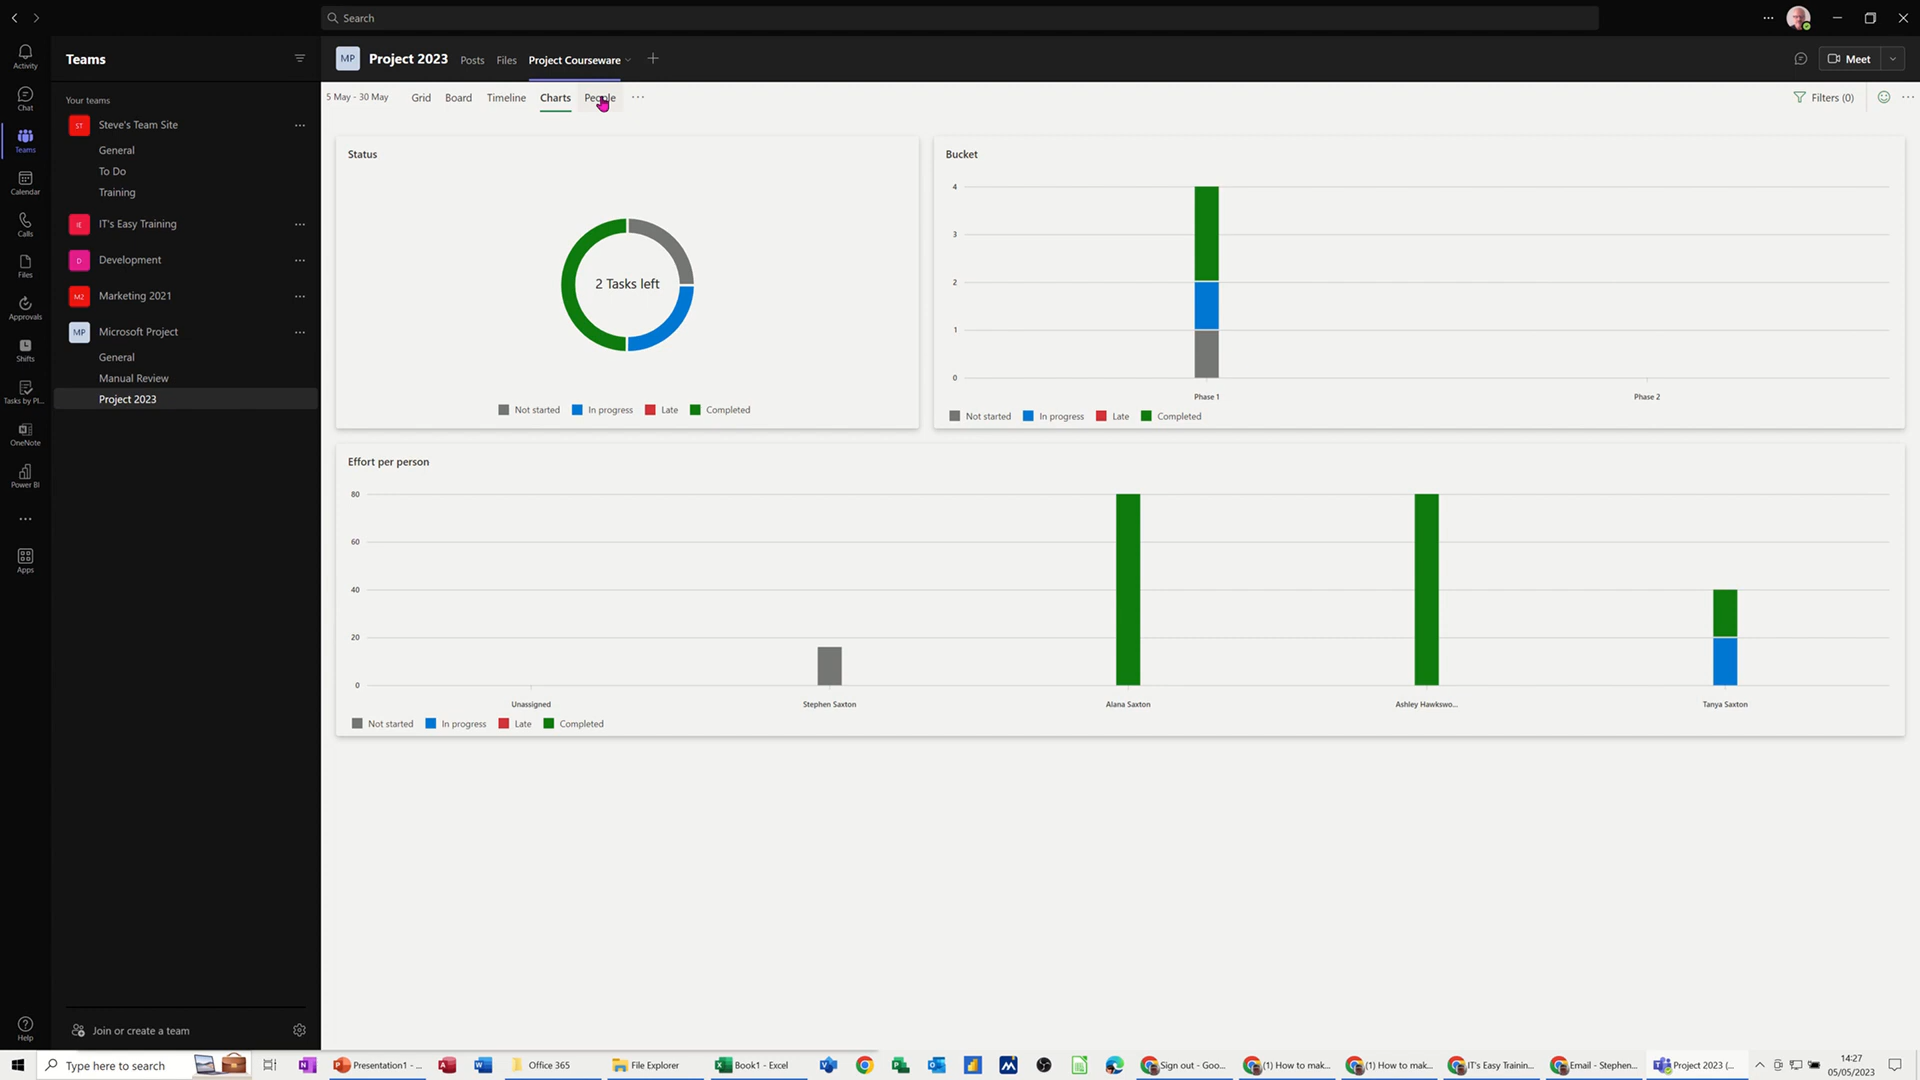 Search
Activity
Chat
Teams
Calendar
Calls
Files
Approvals
Shifts
Tasks by Pl...
OneNote
Power BI
Apps
Help
Teams
Your teams
ST Steve's Team Site
General
To Do
Training
IE IT's Easy Training
D Development
M2 Marketing 2021
MP Microsoft Project
General
Manual Review
Project 2023
Join or create a team
MP Project 2023 Posts Files Project Courseware
Meet
5 May - 30 May Grid Board Timeline Charts People
Filters (0)
Status
2 Tasks left
Not started In progress Late Completed
Bucket
4
3
2
1
0
Phase 1 Phase 2
Not started In progress Late Completed
Effort per person
80
60
40
20
0
Unassigned Stephen Saxton Alana Saxton Ashley Hawkswo... Tanya Saxton
Not started In progress Late Completed
Type here to search
Presentation1 - ...
Office 365
File Explorer
Book1 - Excel
Sign out - Goo...
(1) How to mak...
(1) How to mak...
IT's Easy Trainin...
Email - Stephen...
Project 2023 (...
14:27
05/05/2023